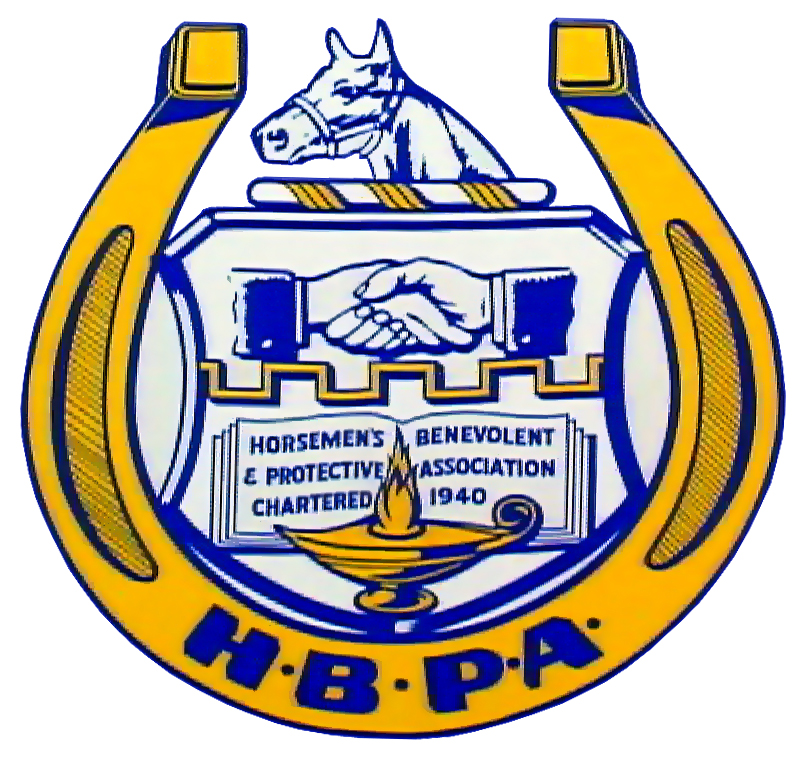 HORSEMEN'S BENEVOLENT
& PROTECTIVE ASSOCIATION
CHARTERED 1940
H·B·P·A·